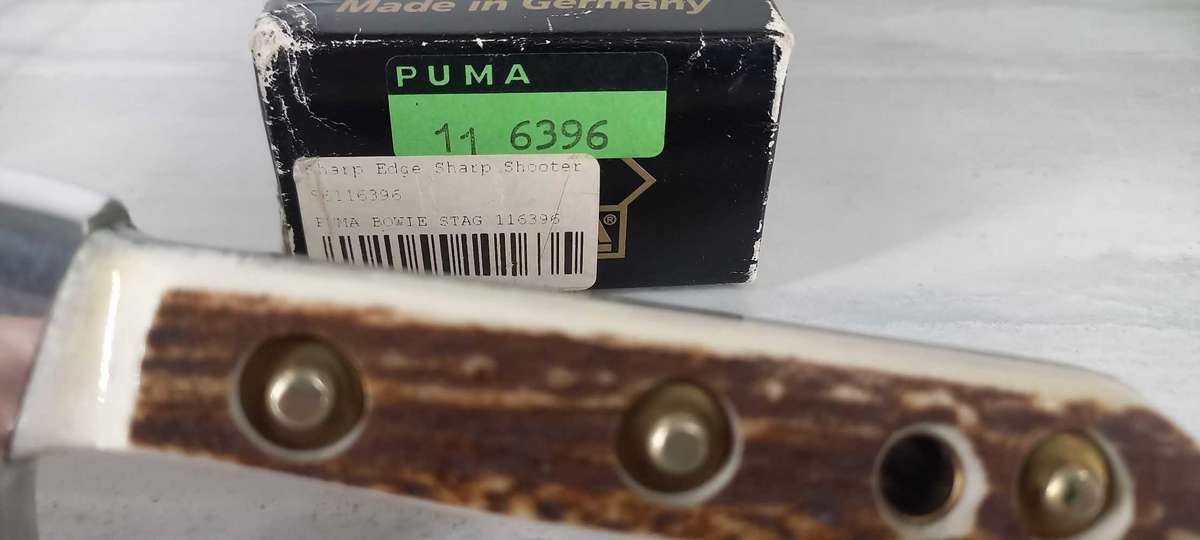 Made in Germany
PUMA
11 6396
Sharp Edge Sharp Shooter
S6116396
PUMA BOWIE STAG 116396
®